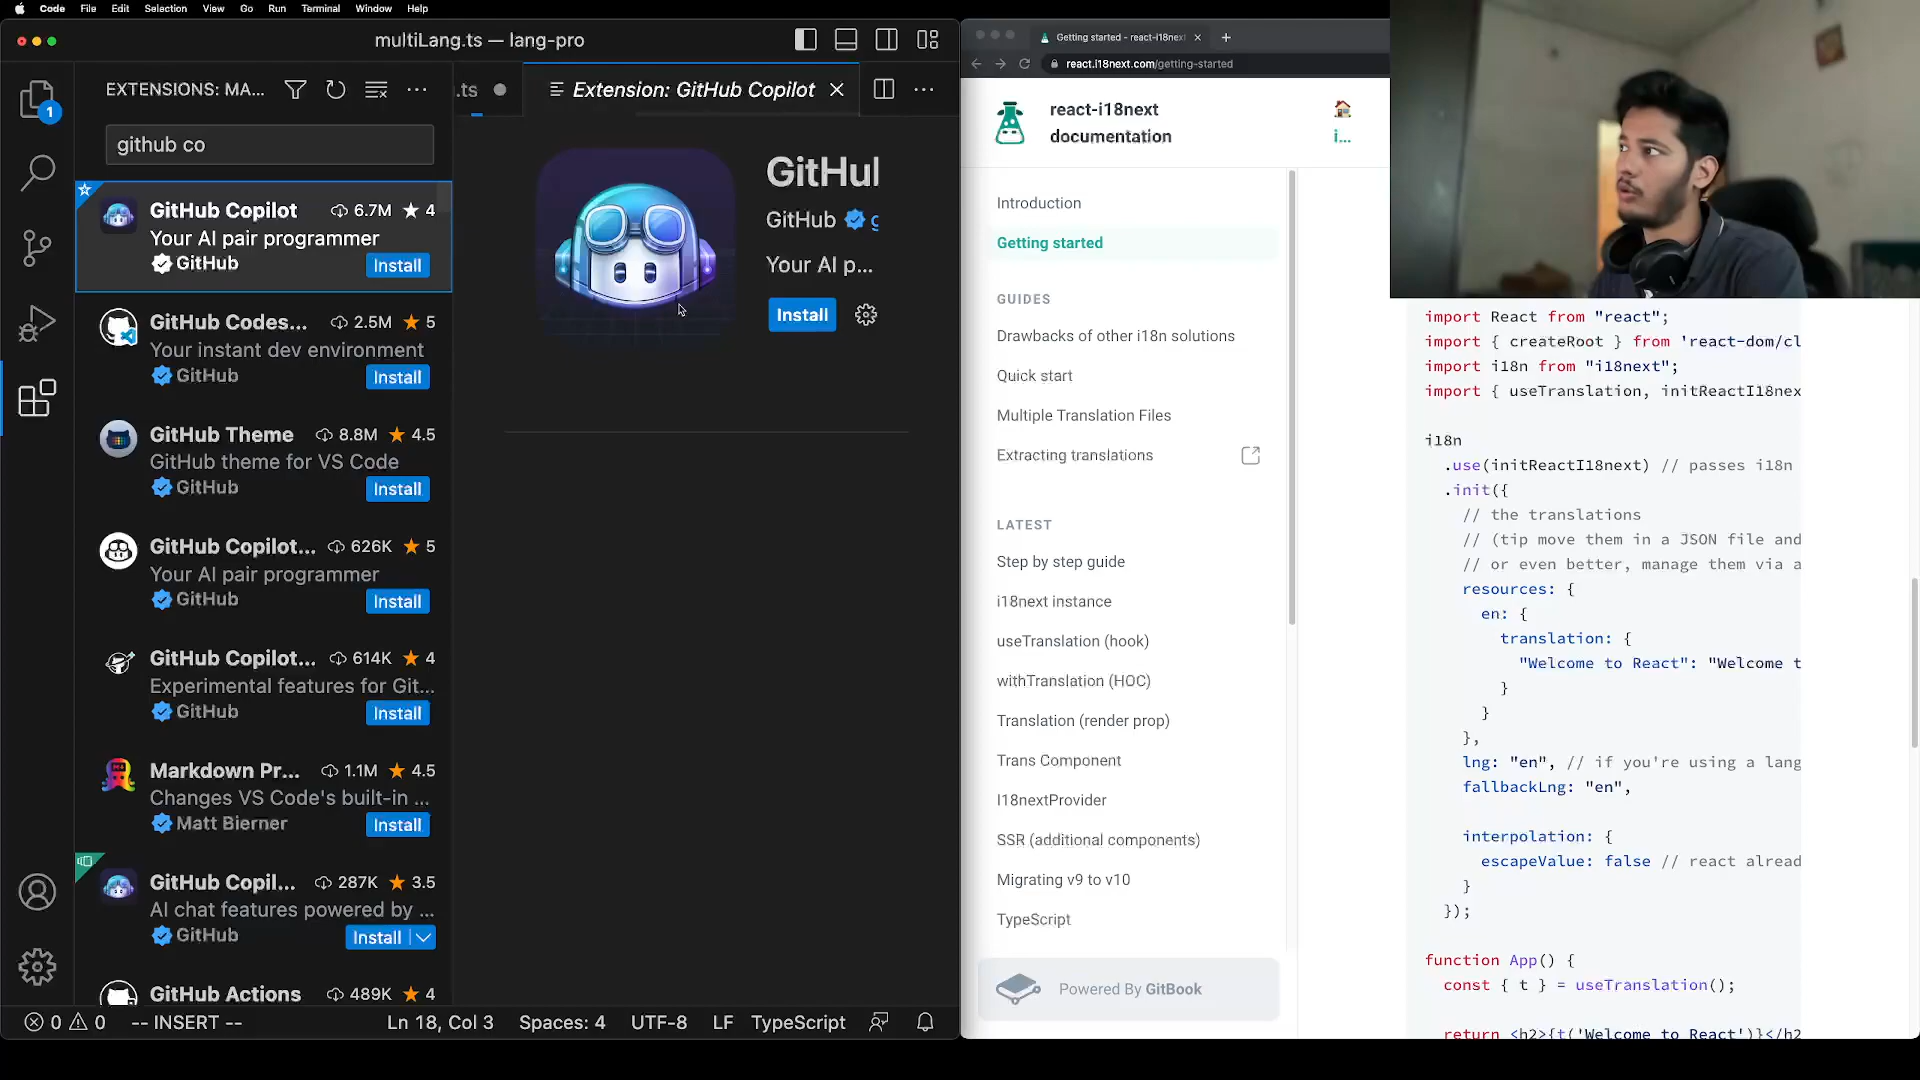 Code File Edit Selection View Go Run Terminal Window Help
multiLang.ts — lang-pro
EXTENSIONS: MA...
.ts
Extension: GitHub Copilot
github co
GitHub Copilot 6.7M 4
Your AI pair programmer
GitHub Install
GitHub Codes... 2.5M 5
Your instant dev environment
GitHub Install
GitHub Theme 8.8M 4.5
GitHub theme for VS Code
GitHub Install
GitHub Copilot... 626K 5
Your AI pair programmer
GitHub Install
GitHub Copilot... 614K 4
Experimental features for Git...
GitHub Install
Markdown Pr... 1.1M 4.5
Changes VS Code's built-in ...
Matt Bierner Install
GitHub Copil... 287K 3.5
AI chat features powered by ...
GitHub Install
GitHub Actions 489K 4
GitHul
GitHub g
Your AI p...
Install
1
0 0 -- INSERT -- Ln 18, Col 3 Spaces: 4 UTF-8 LF TypeScript
Getting started - react-i18nex
react.i18next.com/getting-started
react-i18next
documentation
i...
Introduction
Getting started
GUIDES
Drawbacks of other i18n solutions
Quick start
Multiple Translation Files
Extracting translations
LATEST
Step by step guide
i18next instance
useTranslation (hook)
withTranslation (HOC)
Translation (render prop)
Trans Component
I18nextProvider
SSR (additional components)
Migrating v9 to v10
TypeScript
Powered By GitBook
import React from "react";
import { createRoot } from 'react-dom/cl
import i18n from "i18next";
import { useTranslation, initReactI18nex
i18n
.use(initReactI18next) // passes i18n
.init({
// the translations
// (tip move them in a JSON file and
// or even better, manage them via a
resources: {
en: {
translation: {
"Welcome to React": "Welcome t
}
}
},
lng: "en", // if you're using a lang
fallbackLng: "en",
interpolation: {
escapeValue: false // react alread
}
});
function App() {
const { t } = useTranslation();
return <h2>{t('Welcome to React')}</h2